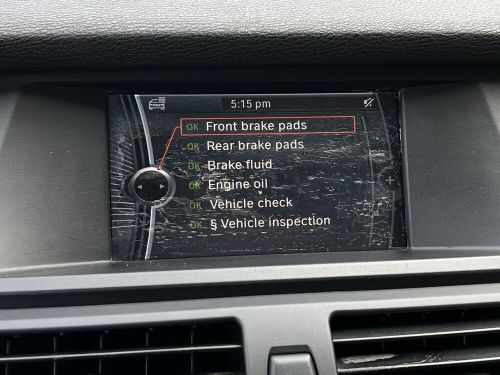 5:15 pm
OK Front brake pads
OK Rear brake pads
OK Brake fluid
OK Engine oil
OK Vehicle check
OK § Vehicle inspection